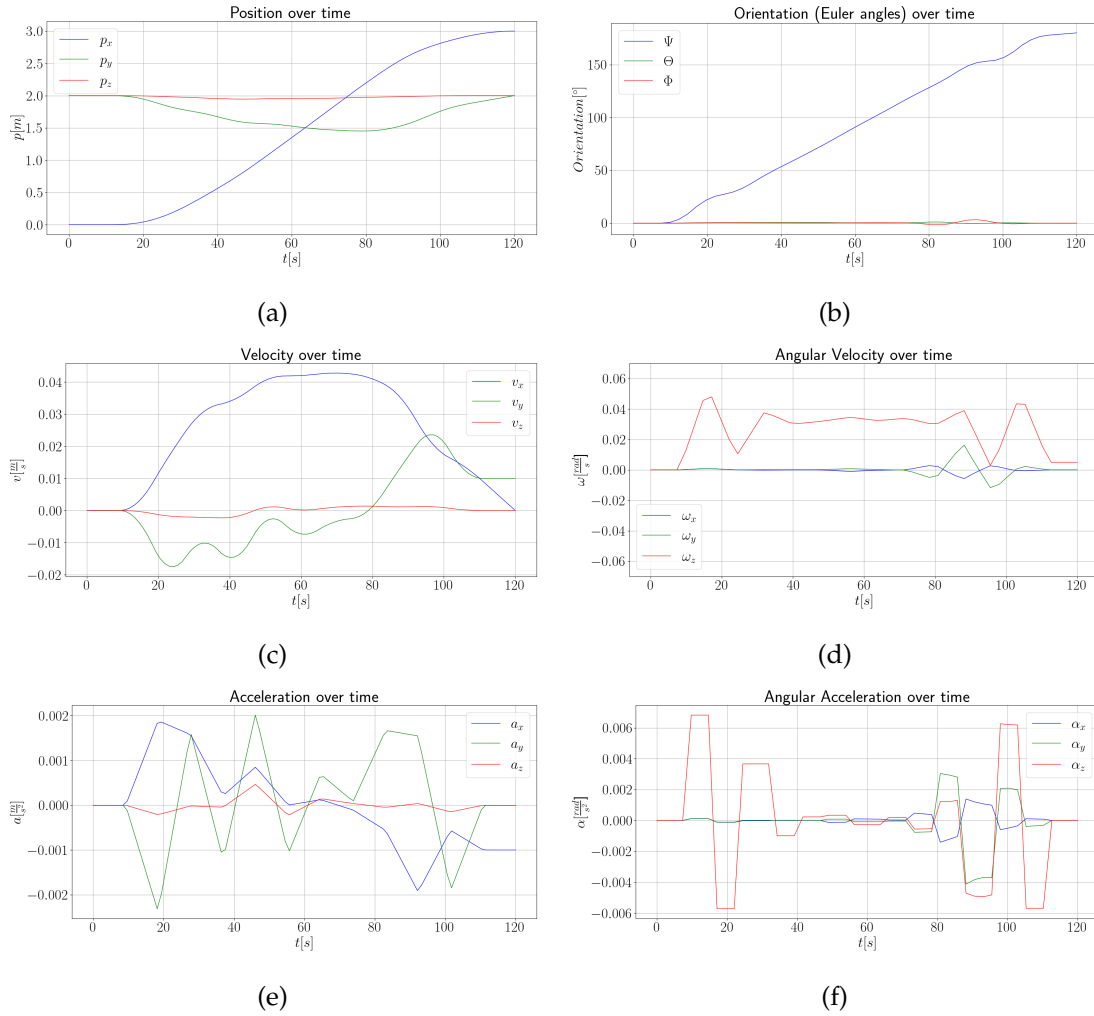 Position over time
p_x
p_y
p_z
3.0
2.5
2.0
1.5
1.0
0.5
0.0
p[m]
0 20 40 60 80 100 120
t[s]
(a)
Orientation (Euler angles) over time
Ψ
Θ
Φ
150
100
50
0
Orientation[°]
0 20 40 60 80 100 120
t[s]
(b)
Velocity over time
v_x
v_y
v_z
0.04
0.03
0.02
0.01
0.00
−0.01
−0.02
v[m/s]
0 20 40 60 80 100 120
t[s]
(c)
Angular Velocity over time
0.06
0.04
0.02
0.00
−0.02
−0.04
−0.06
ω[rad/s]
ω_x
ω_y
ω_z
0 20 40 60 80 100 120
t[s]
(d)
Acceleration over time
a_x
a_y
a_z
0.002
0.001
0.000
−0.001
−0.002
a[m/s²]
0 20 40 60 80 100 120
t[s]
(e)
Angular Acceleration over time
α_x
α_y
α_z
0.006
0.004
0.002
0.000
−0.002
−0.004
−0.006
α[rad/s²]
0 20 40 60 80 100 120
t[s]
(f)